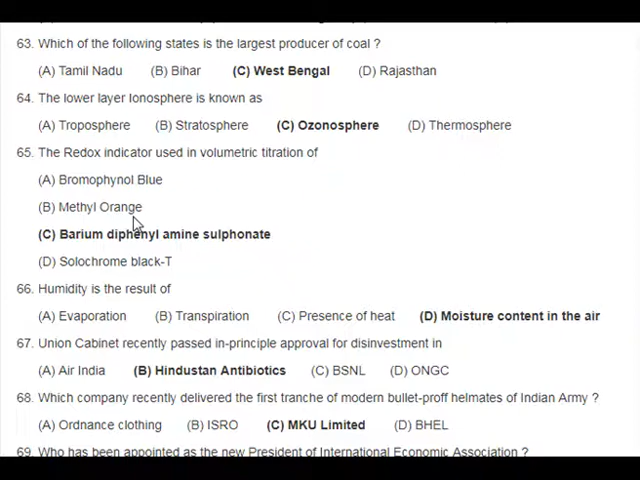 63. Which of the following states is the largest producer of coal ?
(A) Tamil Nadu (B) Bihar (C) West Bengal (D) Rajasthan
64. The lower layer Ionosphere is known as
(A) Troposphere (B) Stratosphere (C) Ozonosphere (D) Thermosphere
65. The Redox indicator used in volumetric titration of
(A) Bromophynol Blue
(B) Methyl Orange
(C) Barium diphenyl amine sulphonate
(D) Solochrome black-T
66. Humidity is the result of
(A) Evaporation (B) Transpiration (C) Presence of heat (D) Moisture content in the air
67. Union Cabinet recently passed in-principle approval for disinvestment in
(A) Air India (B) Hindustan Antibiotics (C) BSNL (D) ONGC
68. Which company recently delivered the first tranche of modern bullet-proff helmates of Indian Army ?
(A) Ordnance clothing (B) ISRO (C) MKU Limited (D) BHEL
69. Who has been appointed as the new President of International Economic Association ?